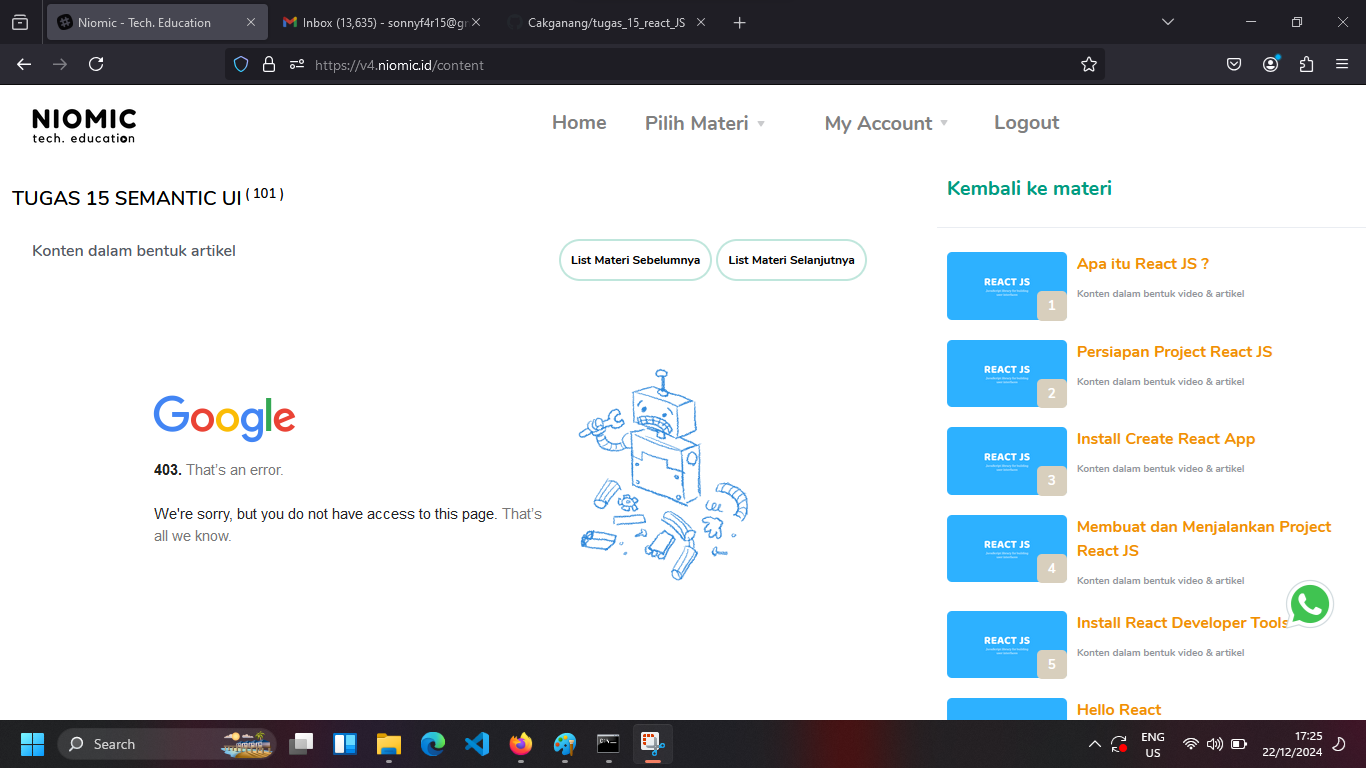 Niomic - Tech. Education
Inbox (13,635) - sonnyf4r15@gr
Cakganang/tugas_15_react_JS
https://v4.niomic.id/content
NIOMIC
tech. education
Home
Pilih Materi
My Account
Logout
TUGAS 15 SEMANTIC UI ( 101 )
Kembali ke materi
Konten dalam bentuk artikel
List Materi Sebelumnya
List Materi Selanjutnya
Google
403. That's an error.
We're sorry, but you do not have access to this page. That's
all we know.
REACT JS
1
Apa itu React JS ?
Konten dalam bentuk video & artikel
REACT JS
2
Persiapan Project React JS
Konten dalam bentuk video & artikel
REACT JS
3
Install Create React App
Konten dalam bentuk video & artikel
REACT JS
4
Membuat dan Menjalankan Project
React JS
Konten dalam bentuk video & artikel
REACT JS
5
Install React Developer Tools
Konten dalam bentuk video & artikel
Hello React
Search
ENG
US
17:25
22/12/2024